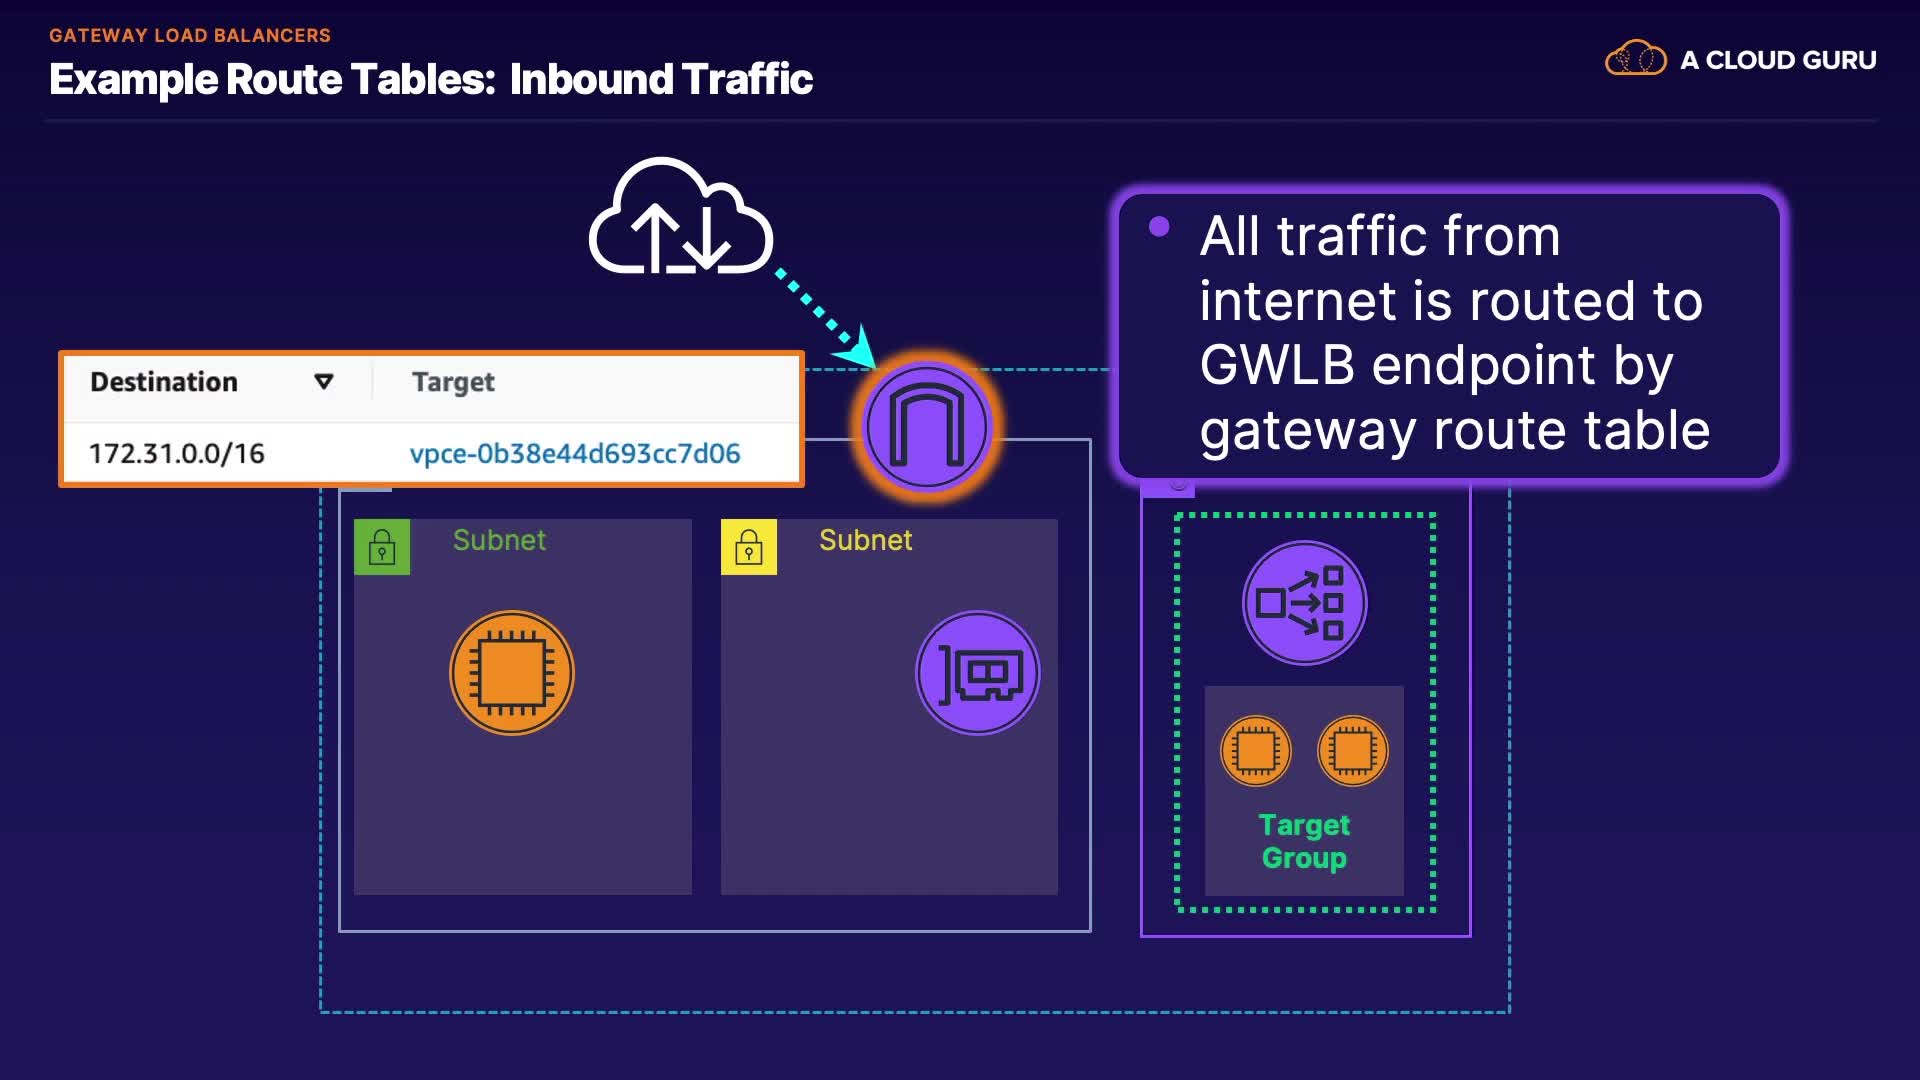 GATEWAY LOAD BALANCERS
Example Route Tables: Inbound Traffic
A CLOUD GURU
All traffic from
internet is routed to
GWLB endpoint by
gateway route table
Destination Target
172.31.0.0/16 vpce-0b38e44d693cc7d06
Subnet
Subnet
Target
Group